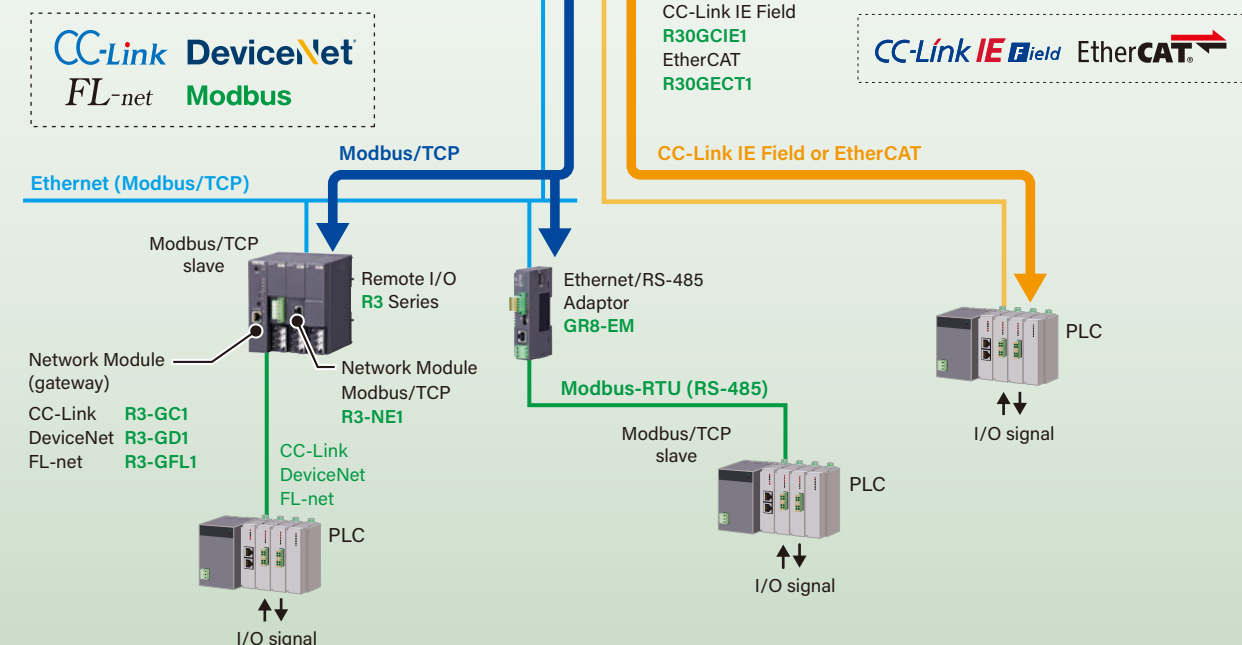 CC-Link DeviceNet
FL-net Modbus
CC-Link IE Field
R30GCIE1
EtherCAT
R30GECT1
CC-Link IE Field EtherCAT®
Modbus/TCP
CC-Link IE Field or EtherCAT
Ethernet (Modbus/TCP)
Modbus/TCP
slave
Remote I/O
R3 Series
Ethernet/RS-485
Adaptor
GR8-EM
PLC
I/O signal
Network Module
(gateway)
CC-Link R3-GC1
DeviceNet R3-GD1
FL-net R3-GFL1
Network Module
Modbus/TCP
R3-NE1
CC-Link
DeviceNet
FL-net
Modbus-RTU (RS-485)
Modbus/TCP
slave
PLC
I/O signal
PLC
I/O signal